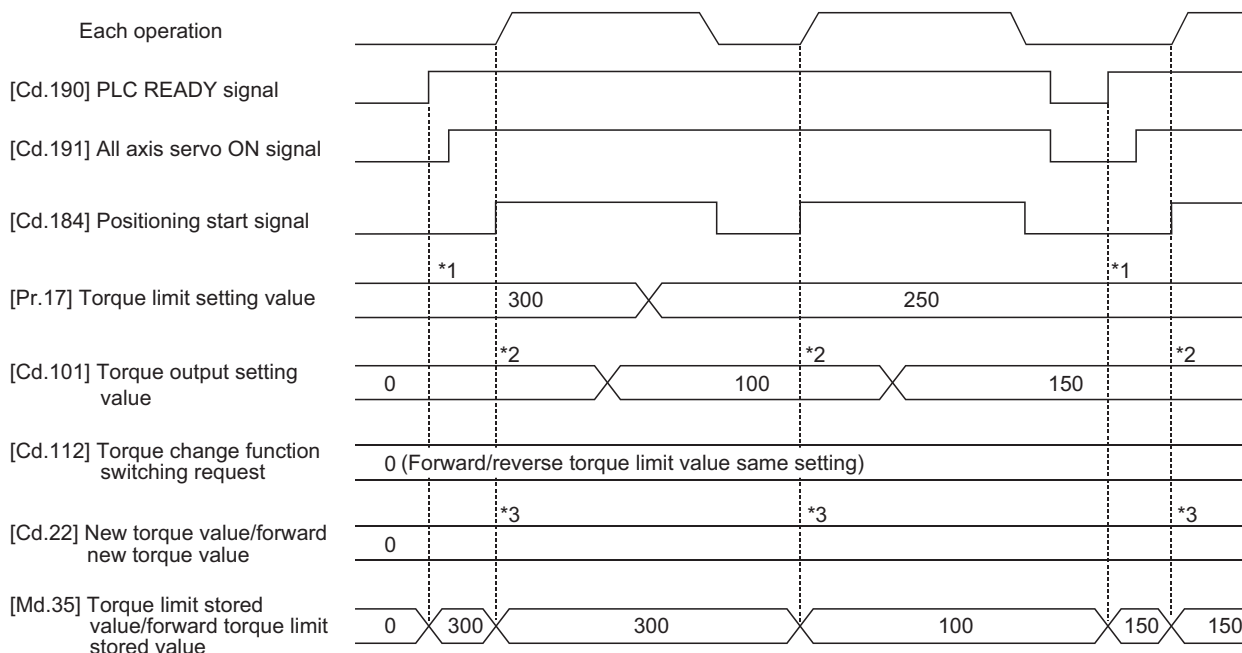 Each operation
[Cd.190] PLC READY signal
[Cd.191] All axis servo ON signal
[Cd.184] Positioning start signal
*1 *1
[Pr.17] Torque limit setting value 300 250
*2 *2 *2
[Cd.101] Torque output setting
value
0 100 150
[Cd.112] Torque change function
switching request
0 (Forward/reverse torque limit value same setting)
*3 *3 *3
[Cd.22] New torque value/forward
new torque value
0
[Md.35] Torque limit stored
value/forward torque limit
stored value
0 300 300 100 150 150